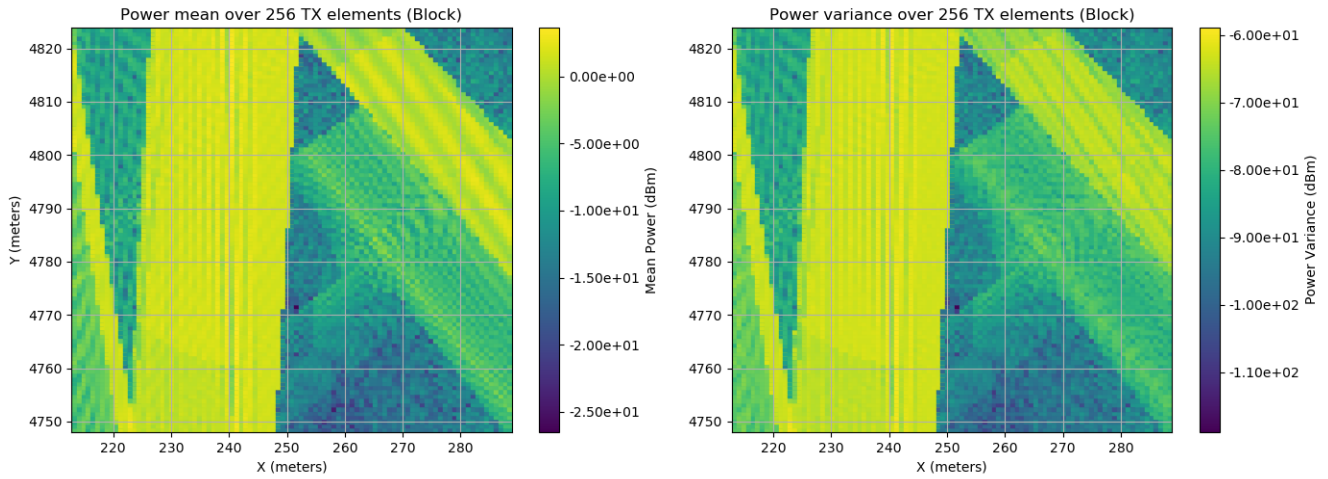 Power mean over 256 TX elements (Block)
4820
4810
4800
4790
4780
4770
4760
4750
Y (meters)
220 230 240 250 260 270 280
X (meters)
0.00e+00
-5.00e+00
-1.00e+01
-1.50e+01
-2.00e+01
-2.50e+01
Mean Power (dBm)
Power variance over 256 TX elements (Block)
4820
4810
4800
4790
4780
4770
4760
4750
220 230 240 250 260 270 280
X (meters)
-6.00e+01
-7.00e+01
-8.00e+01
-9.00e+01
-1.00e+02
-1.10e+02
Power Variance (dBm)